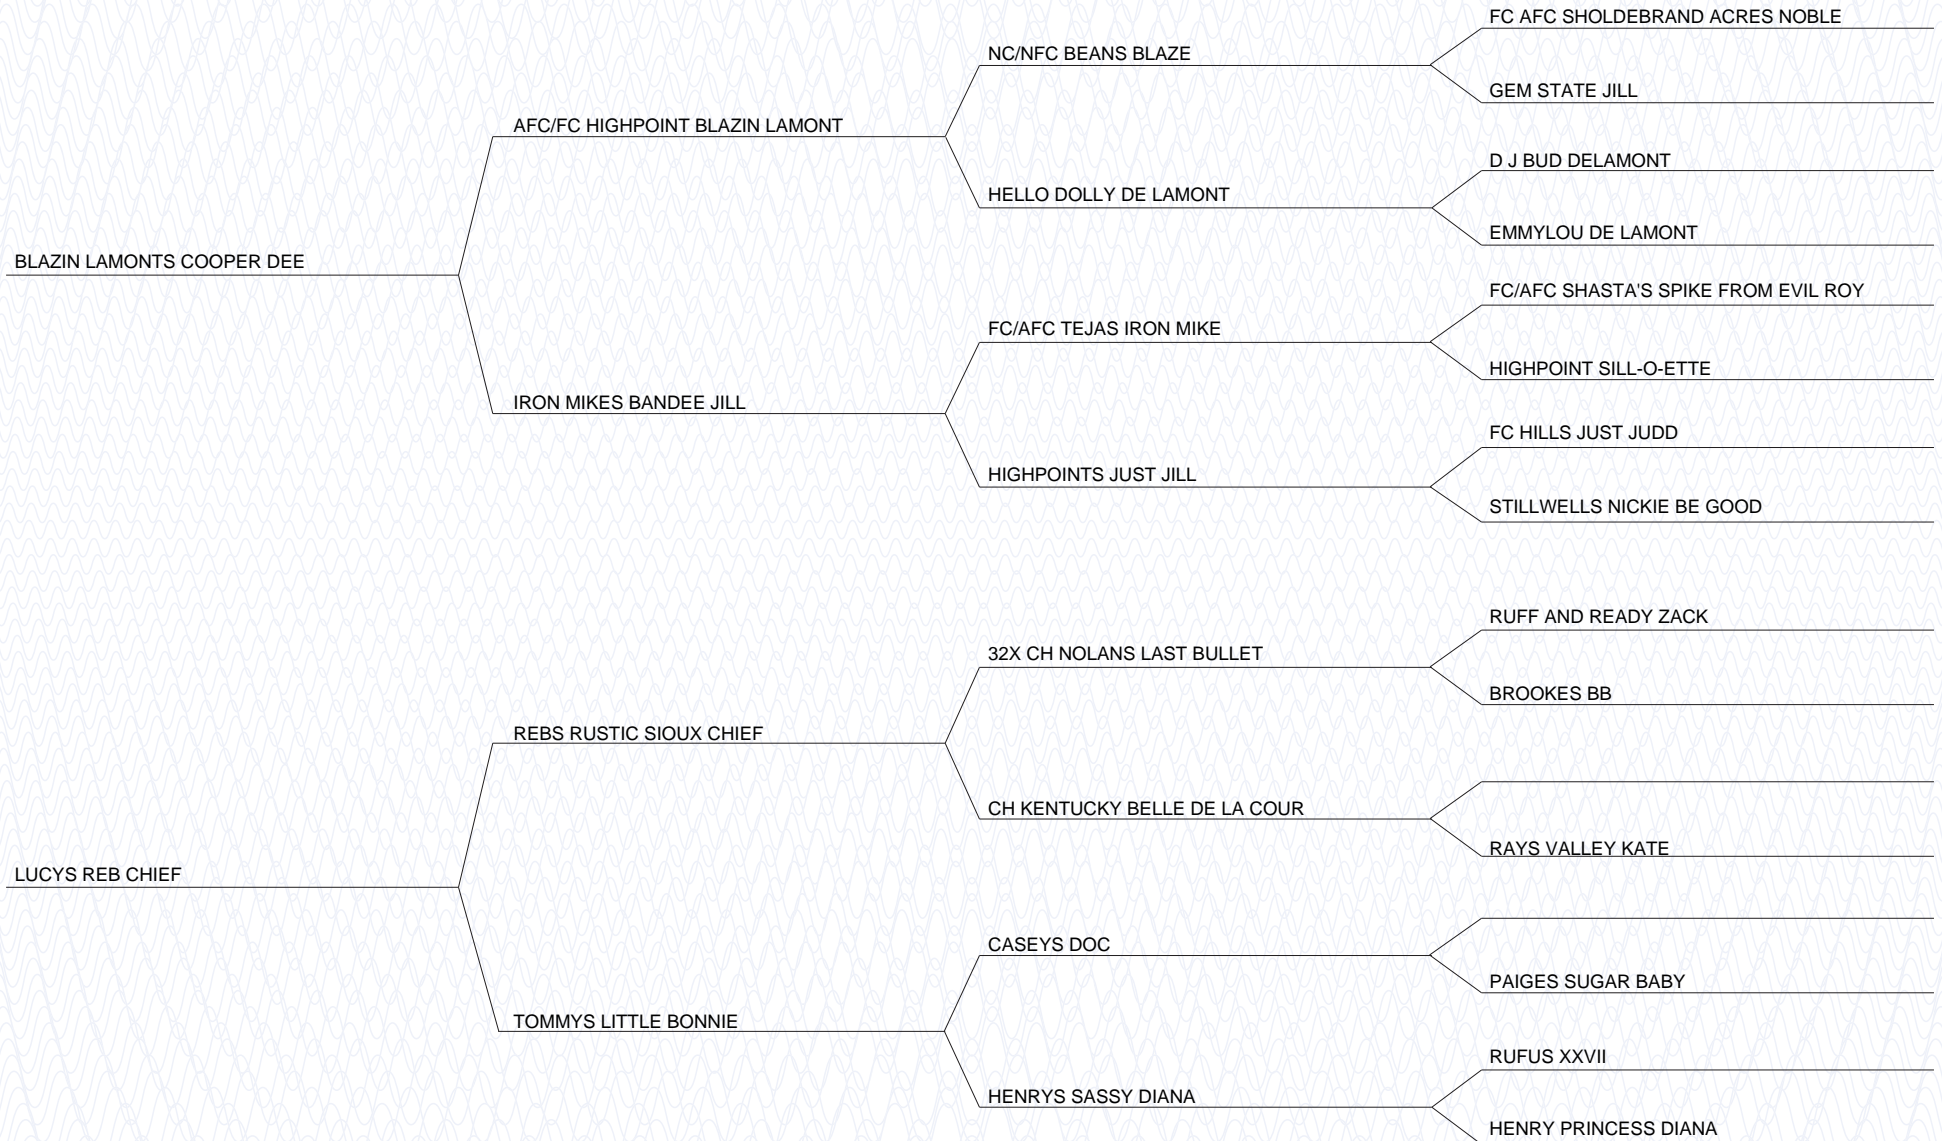 FC AFC SHOLDEBRAND ACRES NOBLE
NC/NFC BEANS BLAZE
GEM STATE JILL
AFC/FC HIGHPOINT BLAZIN LAMONT
D J BUD DELAMONT
HELLO DOLLY DE LAMONT
EMMYLOU DE LAMONT
BLAZIN LAMONTS COOPER DEE
FC/AFC SHASTA'S SPIKE FROM EVIL ROY
FC/AFC TEJAS IRON MIKE
HIGHPOINT SILL-O-ETTE
IRON MIKES BANDEE JILL
FC HILLS JUST JUDD
HIGHPOINTS JUST JILL
STILLWELLS NICKIE BE GOOD
RUFF AND READY ZACK
32X CH NOLANS LAST BULLET
BROOKES BB
REBS RUSTIC SIOUX CHIEF
CH KENTUCKY BELLE DE LA COUR
RAYS VALLEY KATE
LUCYS REB CHIEF
CASEYS DOC
PAIGES SUGAR BABY
TOMMYS LITTLE BONNIE
RUFUS XXVII
HENRYS SASSY DIANA
HENRY PRINCESS DIANA